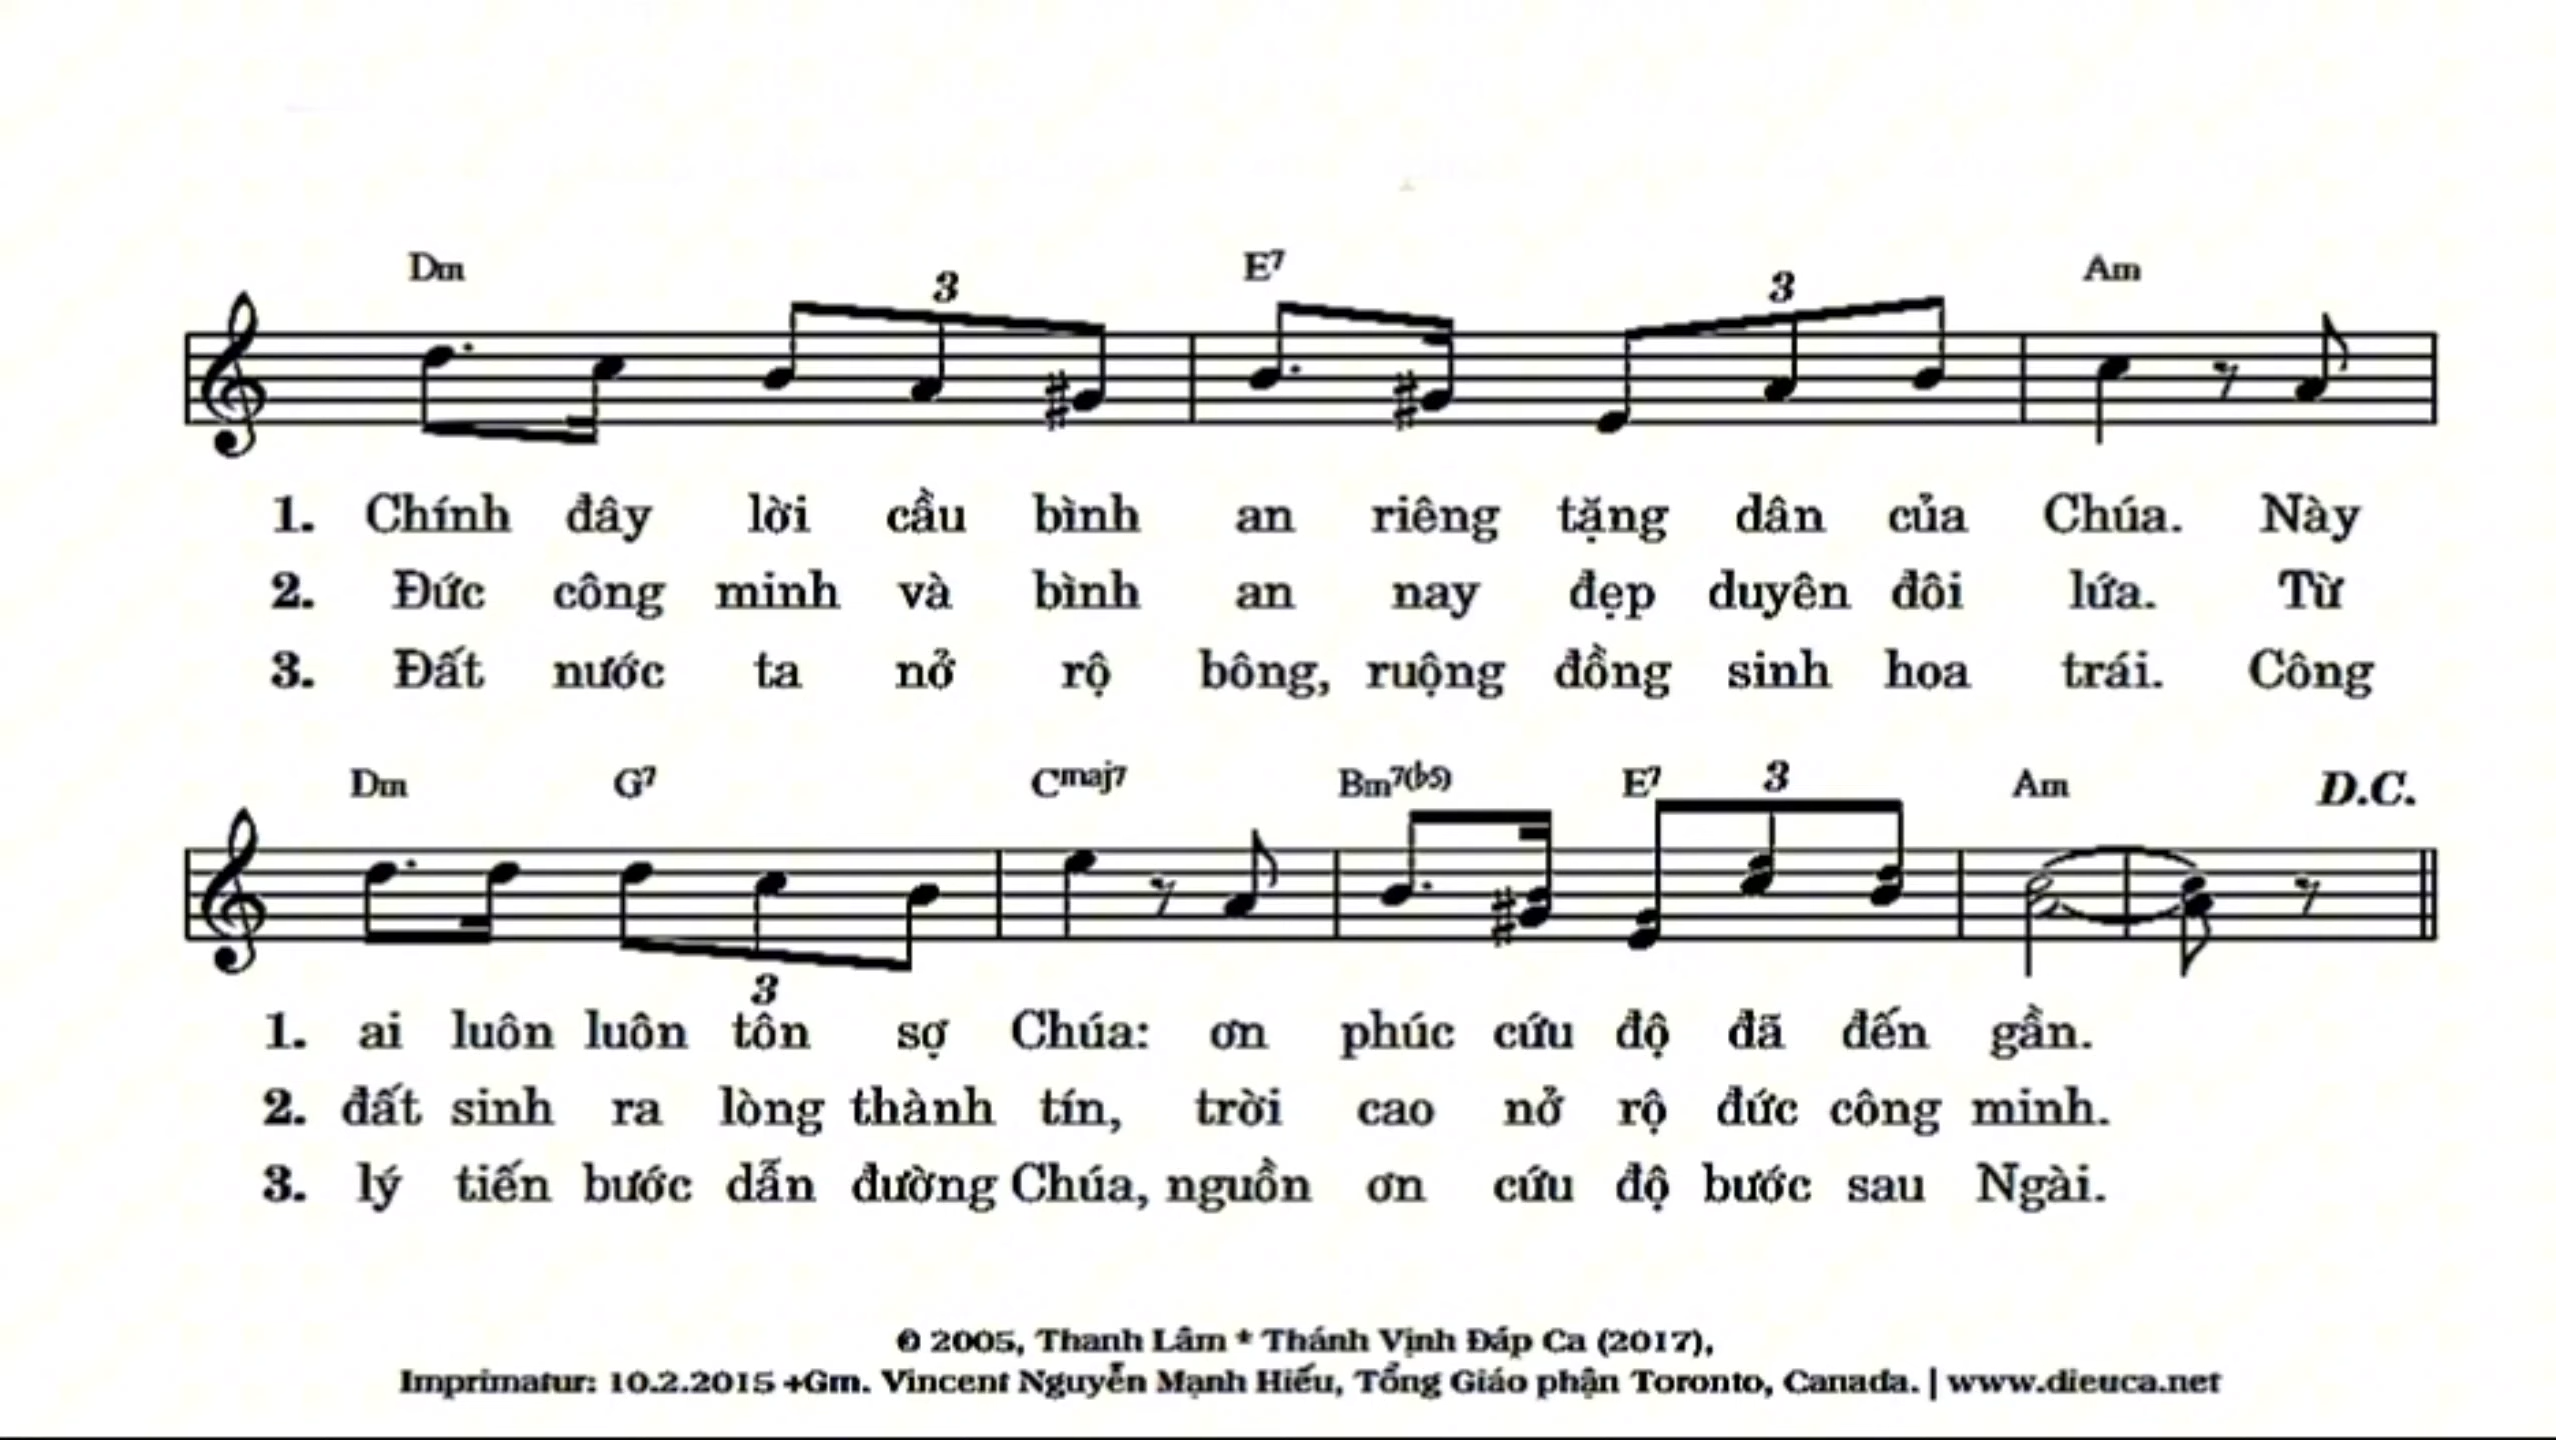 Dm 3 E7 3 Am
1. Chính đây lời cầu bình an riêng tặng dân của Chúa. Này
2. Đức công minh và bình an nay đẹp duyên đôi lứa. Từ
3. Đất nước ta nở rộ bông, ruộng đồng sinh hoa trái. Công
Dm G7 Cmaj7 Bm7(b5) E7 3 Am D.C.
3
1. ai luôn luôn tôn sợ Chúa: ơn phúc cứu độ đã đến gần.
2. đất sinh ra lòng thành tín, trời cao nở rộ đức công minh.
3. lý tiến bước dẫn đường Chúa, nguồn ơn cứu độ bước sau Ngài.
© 2005, Thanh Lâm * Thánh Vịnh Đáp Ca (2017),
Imprimatur: 10.2.2015 +Gm. Vincent Nguyễn Mạnh Hiếu, Tổng Giáo phận Toronto, Canada. | www.dieuca.net